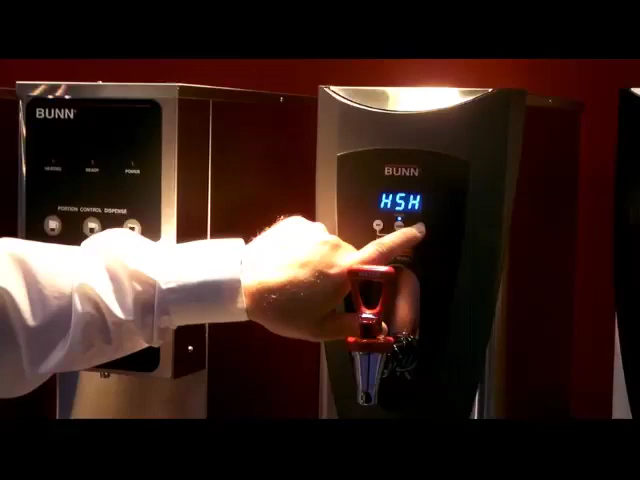 BUNN
HEATING READY POWER
PORTION CONTROL DISPENSE
BUNN
HSH